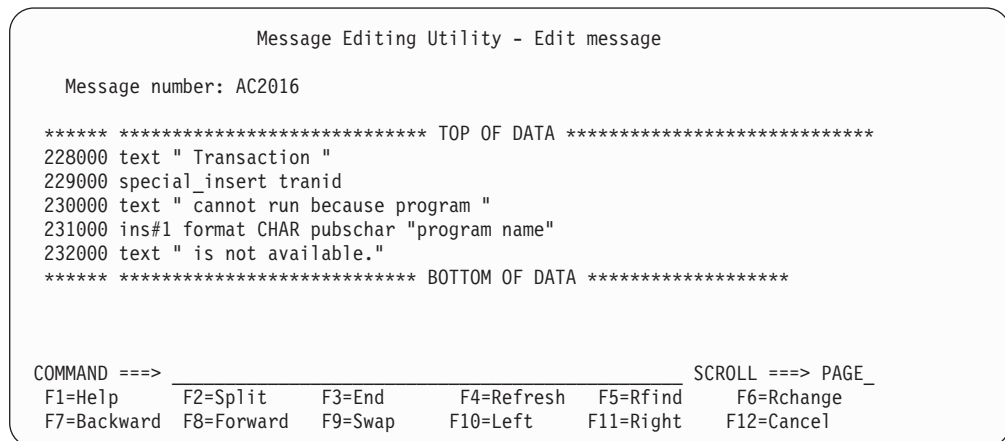 Message Editing Utility - Edit message
Message number: AC2016
****** ***************************** TOP OF DATA *****************************
228000 text " Transaction "
229000 special_insert tranid
230000 text " cannot run because program "
231000 ins#1 format CHAR pubschar "program name"
232000 text " is not available."
****** **************************** BOTTOM OF DATA *******************
COMMAND ===> ________________________________________________ SCROLL ===> PAGE_
F1=Help F2=Split F3=End F4=Refresh F5=Rfind F6=Rchange
F7=Backward F8=Forward F9=Swap F10=Left F11=Right F12=Cancel